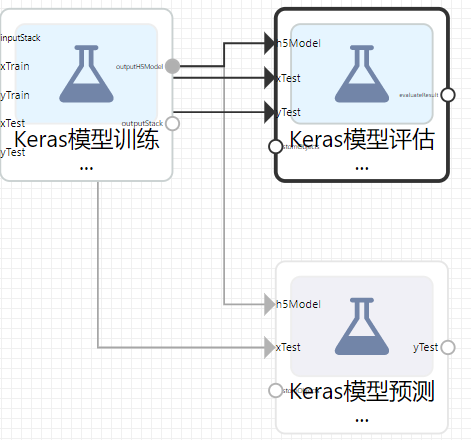 inputStack
xTrain
yTrain
xTest
yTest
outputH5Model
outputStack
Keras模型训练
...
h5Model
xTest
yTest
evaluateResult
Keras模型评估
...
h5Model
xTest
yTest
Keras模型预测
...